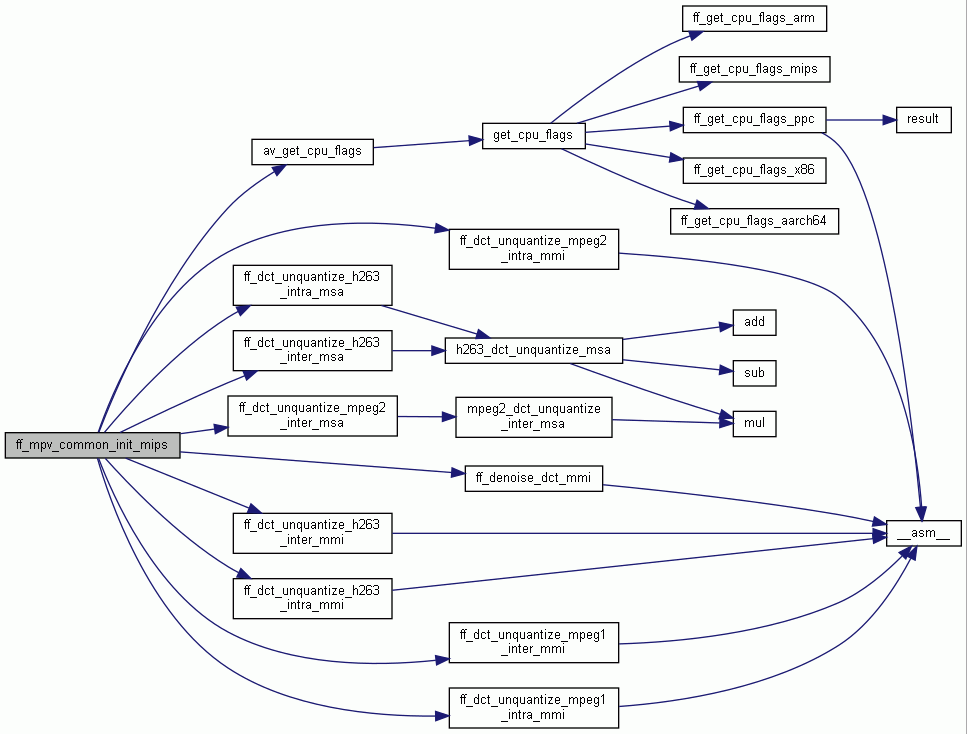 ff_get_cpu_flags_arm
ff_get_cpu_flags_mips
ff_get_cpu_flags_ppc
result
get_cpu_flags
av_get_cpu_flags
ff_get_cpu_flags_x86
ff_get_cpu_flags_aarch64
ff_dct_unquantize_mpeg2
_intra_mmi
ff_dct_unquantize_h263
_intra_msa
add
ff_dct_unquantize_h263
_inter_msa
h263_dct_unquantize_msa
sub
ff_dct_unquantize_mpeg2
_inter_msa
mpeg2_dct_unquantize
_inter_msa
mul
ff_mpv_common_init_mips
ff_denoise_dct_mmi
ff_dct_unquantize_h263
_inter_mmi
__asm__
ff_dct_unquantize_h263
_intra_mmi
ff_dct_unquantize_mpeg1
_inter_mmi
ff_dct_unquantize_mpeg1
_intra_mmi